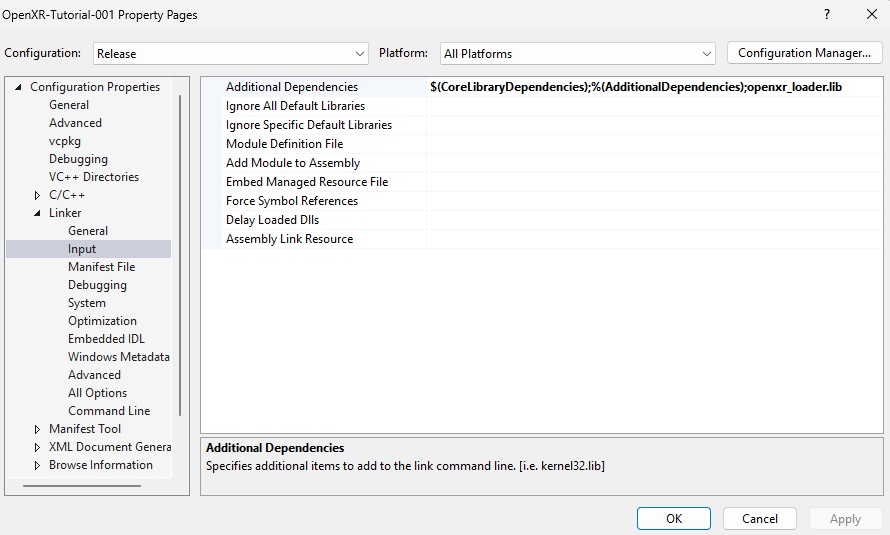 OpenXR-Tutorial-001 Property Pages
Configuration: Release Platform: All Platforms Configuration Manager...
Configuration Properties
General
Advanced
vcpkg
Debugging
VC++ Directories
C/C++
Linker
General
Input
Manifest File
Debugging
System
Optimization
Embedded IDL
Windows Metadata
Advanced
All Options
Command Line
Manifest Tool
XML Document Genera
Browse Information
Additional Dependencies $(CoreLibraryDependencies);%(AdditionalDependencies);openxr_loader.lib
Ignore All Default Libraries
Ignore Specific Default Libraries
Module Definition File
Add Module to Assembly
Embed Managed Resource File
Force Symbol References
Delay Loaded Dlls
Assembly Link Resource
Additional Dependencies
Specifies additional items to add to the link command line. [i.e. kernel32.lib]
OK Cancel Apply